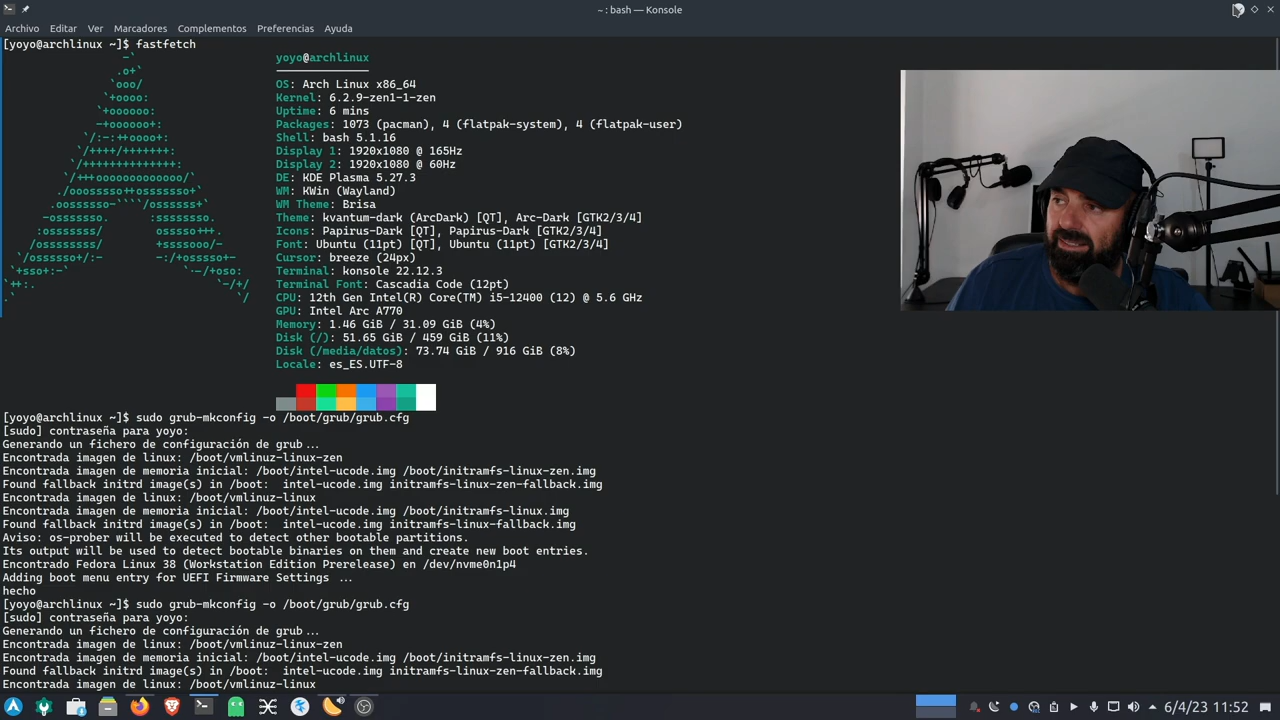 ~ : bash — Konsole
Archivo Editar Ver Marcadores Complementos Preferencias Ayuda
[yoyo@archlinux ~]$ fastfetch
yoyo@archlinux
OS: Arch Linux x86_64
Kernel: 6.2.9-zen1-1-zen
Uptime: 6 mins
Packages: 1073 (pacman), 4 (flatpak-system), 4 (flatpak-user)
Shell: bash 5.1.16
Display 1: 1920x1080 @ 165Hz
Display 2: 1920x1080 @ 60Hz
DE: KDE Plasma 5.27.3
WM: KWin (Wayland)
WM Theme: Brisa
Theme: kvantum-dark (ArcDark) [QT], Arc-Dark [GTK2/3/4]
Icons: Papirus-Dark [QT], Papirus-Dark [GTK2/3/4]
Font: Ubuntu (11pt) [QT], Ubuntu (11pt) [GTK2/3/4]
Cursor: breeze (24px)
Terminal: konsole 22.12.3
Terminal Font: Cascadia Code (12pt)
CPU: 12th Gen Intel(R) Core(TM) i5-12400 (12) @ 5.6 GHz
GPU: Intel Arc A770
Memory: 1.46 GiB / 31.09 GiB (4%)
Disk (/): 51.65 GiB / 459 GiB (11%)
Disk (/media/datos): 73.74 GiB / 916 GiB (8%)
Locale: es_ES.UTF-8
[yoyo@archlinux ~]$ sudo grub-mkconfig -o /boot/grub/grub.cfg
[sudo] contraseña para yoyo:
Generando un fichero de configuración de grub...
Encontrada imagen de linux: /boot/vmlinuz-linux-zen
Encontrada imagen de memoria inicial: /boot/intel-ucode.img /boot/initramfs-linux-zen.img
Found fallback initrd image(s) in /boot:  intel-ucode.img initramfs-linux-zen-fallback.img
Encontrada imagen de linux: /boot/vmlinuz-linux
Encontrada imagen de memoria inicial: /boot/intel-ucode.img /boot/initramfs-linux.img
Found fallback initrd image(s) in /boot:  intel-ucode.img initramfs-linux-fallback.img
Aviso: os-prober will be executed to detect other bootable partitions.
Its output will be used to detect bootable binaries on them and create new boot entries.
Encontrado Fedora Linux 38 (Workstation Edition Prerelease) en /dev/nvme0n1p4
Adding boot menu entry for UEFI Firmware Settings ...
hecho
[yoyo@archlinux ~]$ sudo grub-mkconfig -o /boot/grub/grub.cfg
[sudo] contraseña para yoyo:
Generando un fichero de configuración de grub...
Encontrada imagen de linux: /boot/vmlinuz-linux-zen
Encontrada imagen de memoria inicial: /boot/intel-ucode.img /boot/initramfs-linux-zen.img
Found fallback initrd image(s) in /boot:  intel-ucode.img initramfs-linux-zen-fallback.img
Encontrada imagen de linux: /boot/vmlinuz-linux
6/4/23 11:52